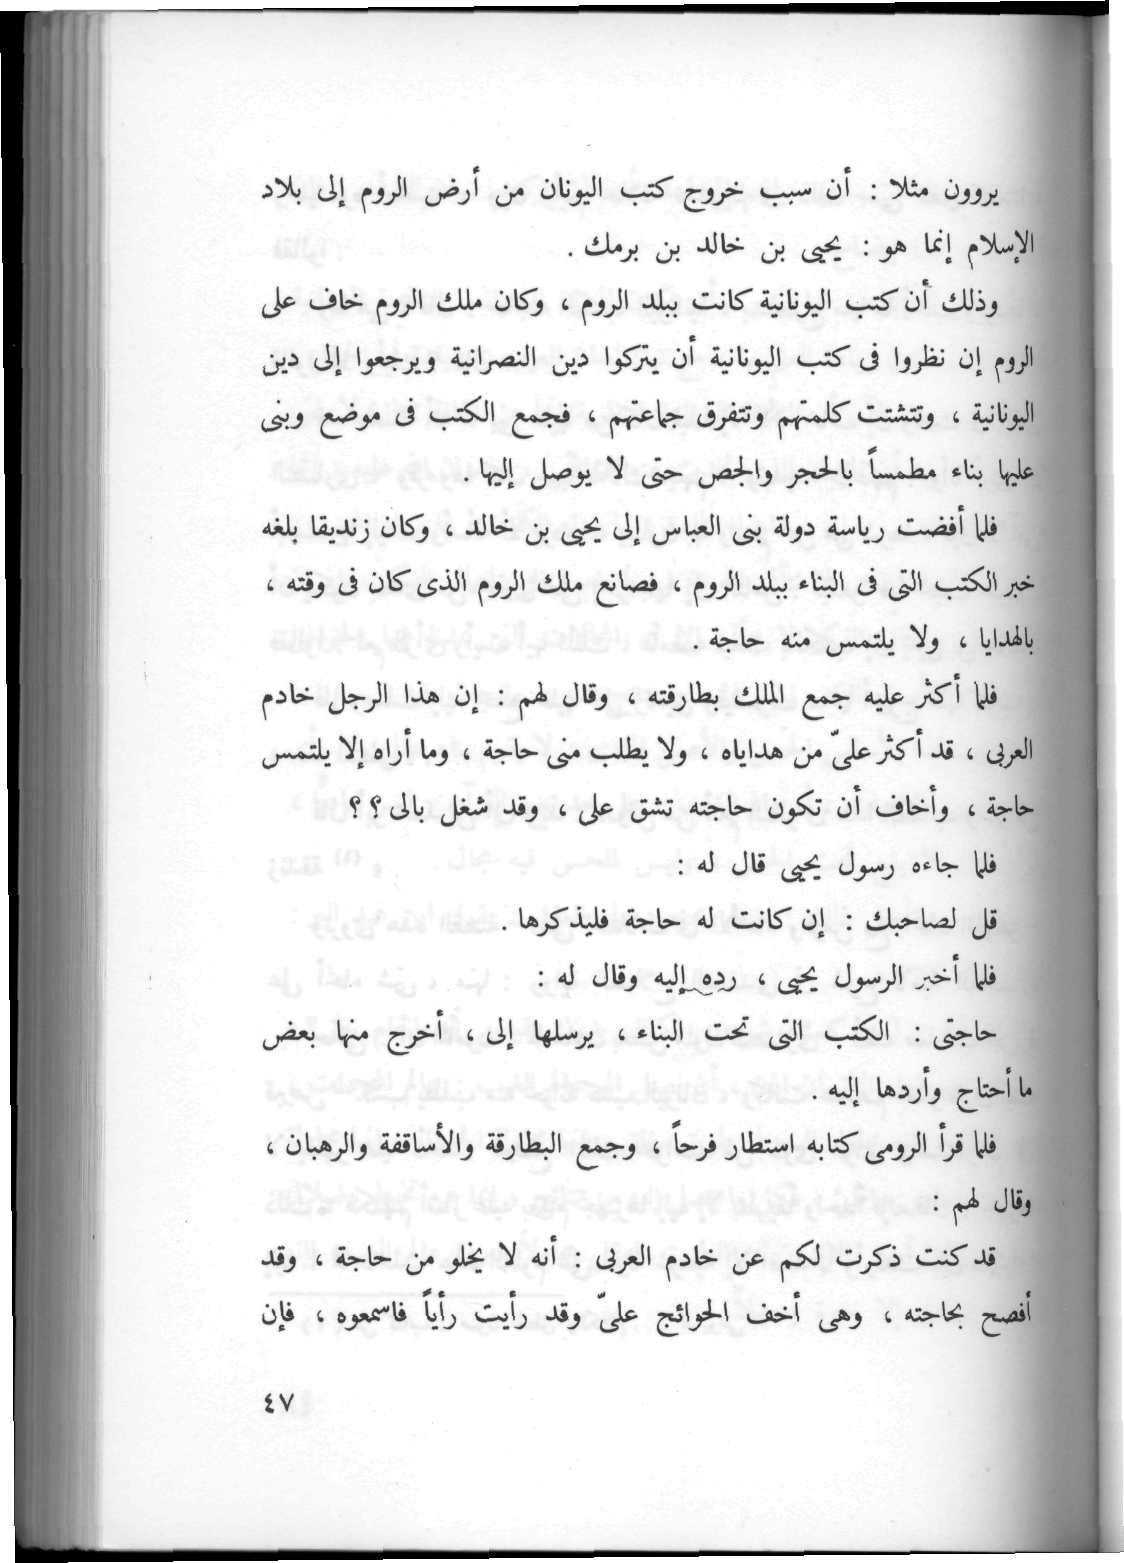 يروون مثلا : أن سبب خروج كتب اليونان من أرض الروم إلى بلاد
الإسلام إنما هو : يحيى بن خالد بن برمك .
وذلك أن كتب اليونانية كانت ببلد الروم ، وكان ملك الروم خاف على
الروم إن نظروا فى كتب اليونانية أن يتركوا دين النصرانية ويرجعوا إلى دين
اليونانية ، وتتشتت كلمتهم وتتفرق جماعتهم ، فجمع الكتب فى موضع وبنى
عليها بناء مطمساً بالحجر والجص حتى لا يوصل إليها .
فلما أفضت رياسة دولة بنى العباس إلى يحيى بن خالد ، وكان زنديقا بلغه
خبر الكتب التى فى البناء ببلد الروم ، فصانع ملك الروم الذى كان فى وقته ،
بالهدايا ، ولا يلتمس منه حاجة .
فلما أكثر عليه جمع الملك بطارقته ، وقال لهم : إن هذا الرجل خادم
العربى ، قد أكثر علىّ من هداياه ، ولا يطلب منى حاجة ، وما أراه إلا يلتمس
حاجة ، وأخاف أن تكون حاجته تشق على ، وقد شغل بالى ؟ ؟
فلما جاءه رسول يحيى قال له :
قل لصاحبك : إن كانت له حاجة فليذكرها .
فلما أخبر الرسول يحيى ، رده إليه وقال له :
حاجتى : الكتب التى تحت البناء ، يرسلها إلى ، أخرج منها بعض
ما أحتاج وأردها إليه .
فلما قرأ الرومى كتابه استطار فرحاً ، وجمع البطارقة والأساقفة والرهبان ،
وقال لهم :
قد كنت ذكرت لكم عن خادم العربى : أنه لا يخلو من حاجة ، وقد
أفصح بحاجته ، وهى أخف الحوائج علىّ وقد رأيت رأياً فاسمعوه ، فإن
٤٧